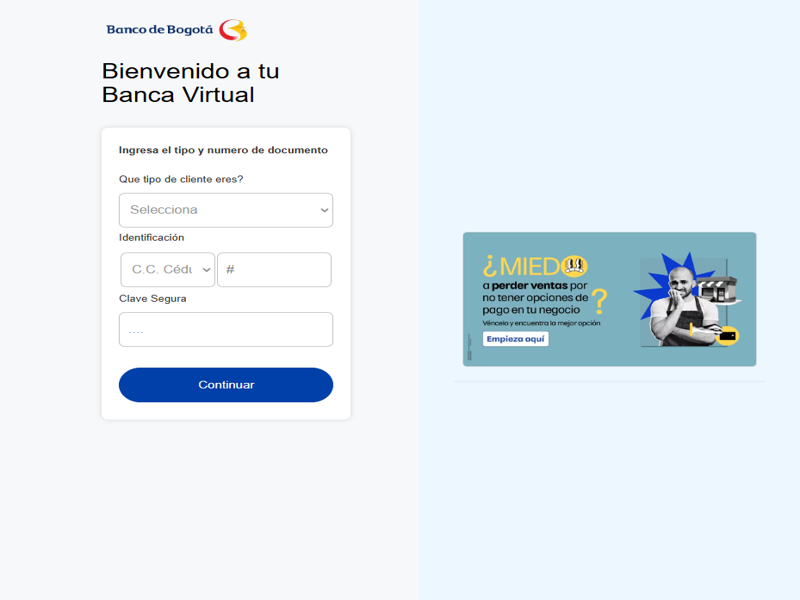 Banco de Bogotá
Bienvenido a tu
Banca Virtual
Ingresa el tipo y numero de documento
Que tipo de cliente eres?
Selecciona
Identificación
C.C. Cédu
#
Clave Segura
....
Continuar
¿MIEDO
a perder ventas por
no tener opciones de
pago en tu negocio
?
Véncelo y encuentra la mejor opción
Empieza aquí